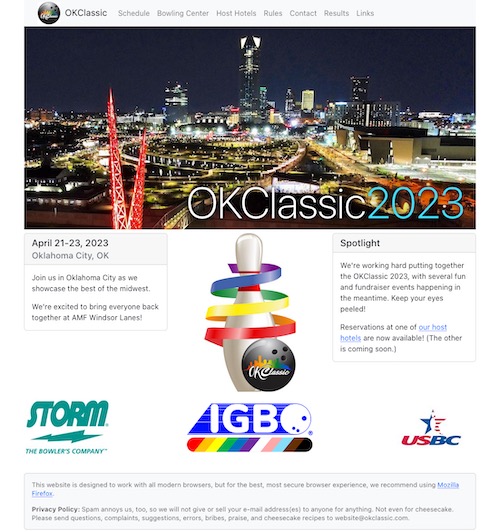 OKClassic Schedule Bowling Center Host Hotels Rules Contact Results Links
OKClassic2023
April 21-23, 2023
Oklahoma City, OK
Join us in Oklahoma City as we
showcase the best of the midwest.
We're excited to bring everyone back
together at AMF Windsor Lanes!
OKClassic
Spotlight
We're working hard putting together
the OKClassic 2023, with several fun
and fundraiser events happening in
the meantime. Keep your eyes
peeled!
Reservations at one of our host
hotels are now available! (The other
is coming soon.)
STORM
THE BOWLER'S COMPANY™
IGBO
USBC
This website is designed to work with all modern browsers, but for the best, most secure browser experience, we recommend using Mozilla
Firefox.
Privacy Policy: Spam annoys us, too, so we will not give or sell your e-mail address(es) to anyone for anything. Not even for cheesecake.
Please send questions, complaints, suggestions, errors, bribes, praise, and cheesecake recipes to website@okclassic.com.